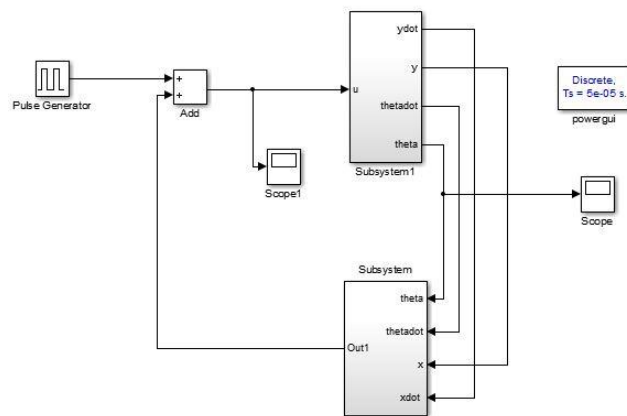 ydot
y
u
thetadot
theta
Subsystem1
Pulse Generator
+
+
Add
Scope1
Discrete,
Ts = 5e-05 s.
powergui
Scope
Subsystem
theta
thetadot
Out1
x
xdot